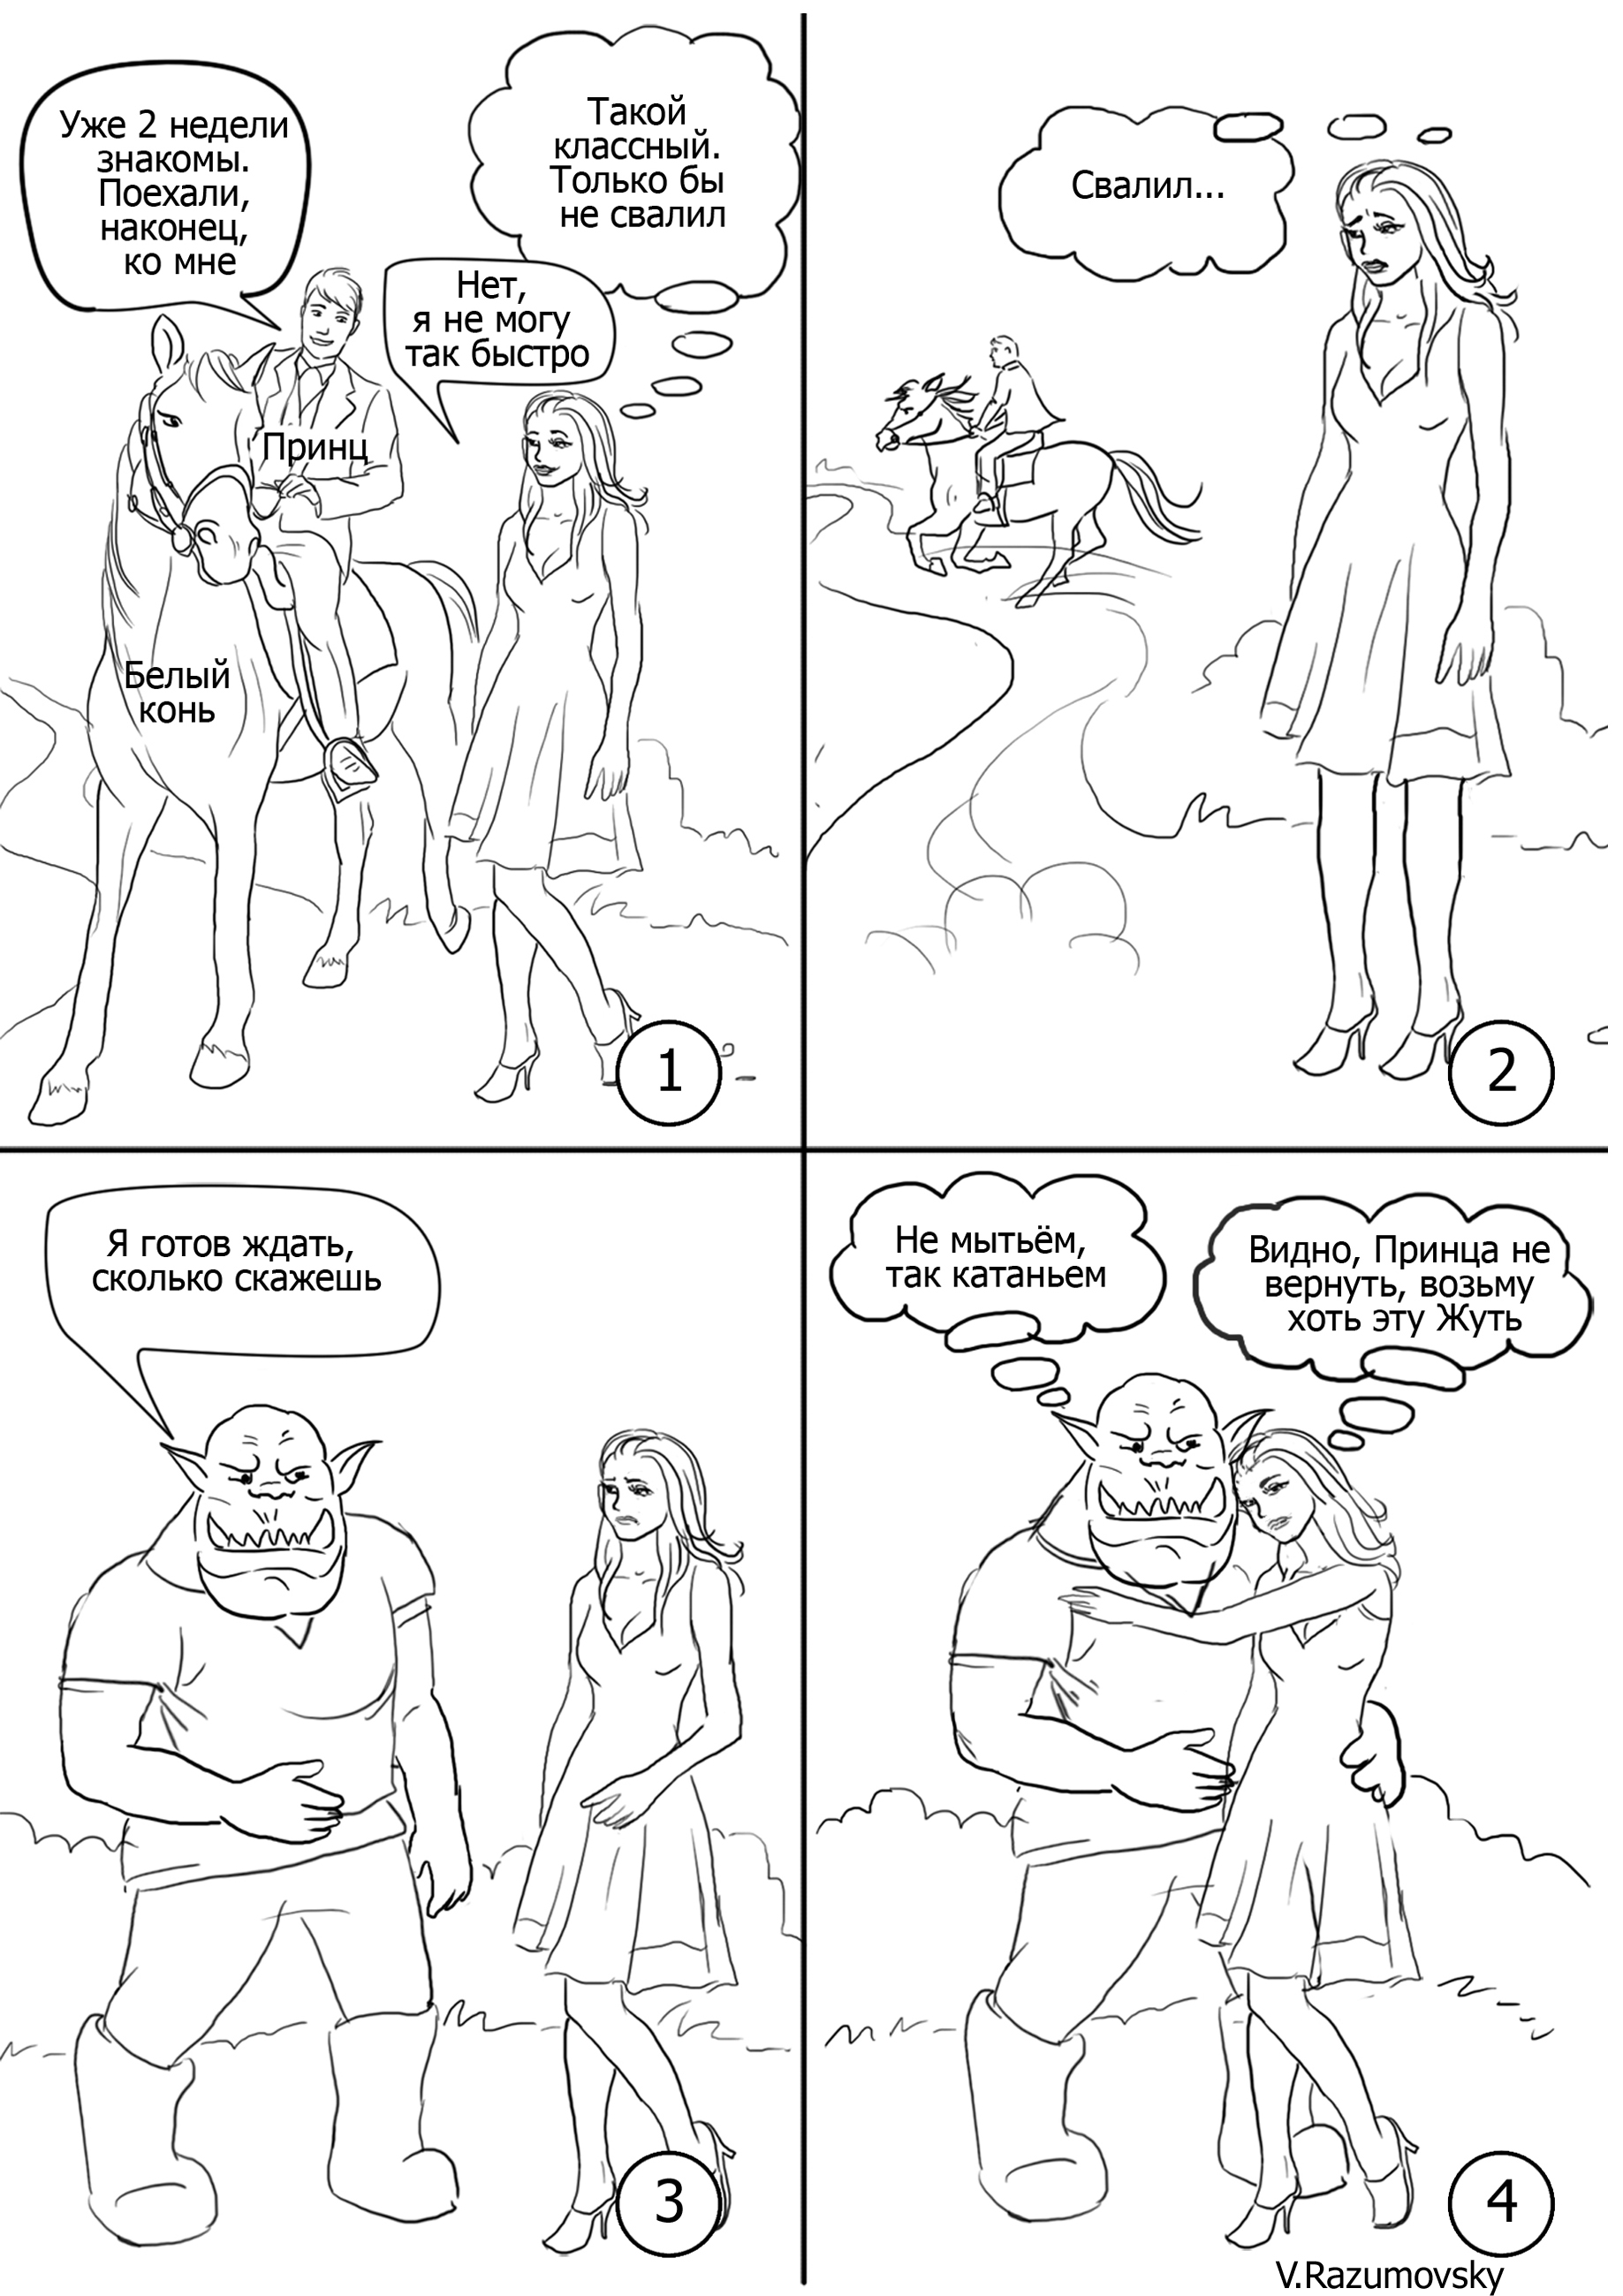 Уже 2 недели
знакомы.
Поехали,
наконец,
ко мне
Такой
классный.
Только бы
не свалил
Нет,
я не могу
так быстро
Принц
Белый
конь
1
Свалил...
2
Я готов ждать,
сколько скажешь
3
Не мытьём,
так катаньем
Видно, Принца не
вернуть, возьму
хоть эту Жуть
4
V.Razumovsky